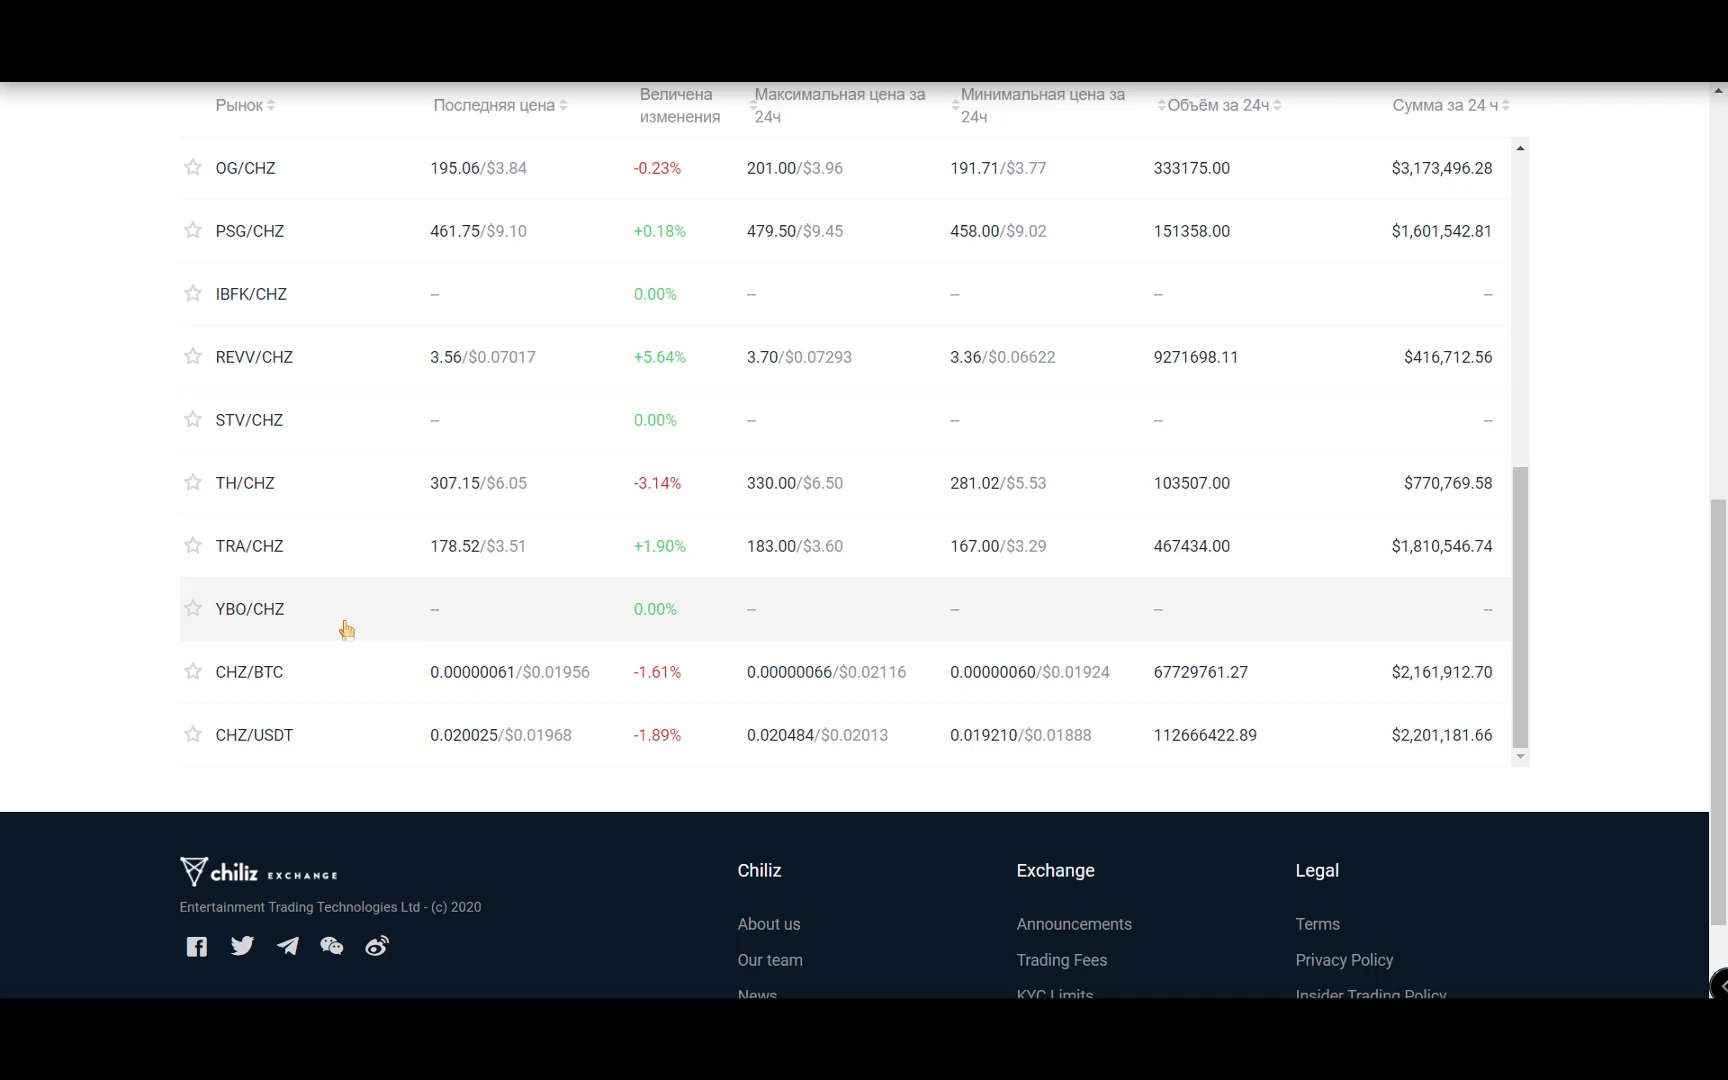 Рынок Последняя цена Величена изменения Максимальная цена за 24ч Минимальная цена за 24ч Объём за 24ч Сумма за 24 ч
OG/CHZ 195.06/$3.84 -0.23% 201.00/$3.96 191.71/$3.77 333175.00 $3,173,496.28
PSG/CHZ 461.75/$9.10 +0.18% 479.50/$9.45 458.00/$9.02 151358.00 $1,601,542.81
IBFK/CHZ -- 0.00% -- -- -- --
REVV/CHZ 3.56/$0.07017 +5.64% 3.70/$0.07293 3.36/$0.06622 9271698.11 $416,712.56
STV/CHZ -- 0.00% -- -- -- --
TH/CHZ 307.15/$6.05 -3.14% 330.00/$6.50 281.02/$5.53 103507.00 $770,769.58
TRA/CHZ 178.52/$3.51 +1.90% 183.00/$3.60 167.00/$3.29 467434.00 $1,810,546.74
YBO/CHZ -- 0.00% -- -- -- --
CHZ/BTC 0.00000061/$0.01956 -1.61% 0.00000066/$0.02116 0.00000060/$0.01924 67729761.27 $2,161,912.70
CHZ/USDT 0.020025/$0.01968 -1.89% 0.020484/$0.02013 0.019210/$0.01888 112666422.89 $2,201,181.66
chiliz EXCHANGE
Entertainment Trading Technologies Ltd - (c) 2020
Chiliz
About us
Our team
News
Exchange
Announcements
Trading Fees
KYC Limits
Legal
Terms
Privacy Policy
Insider Trading Policy